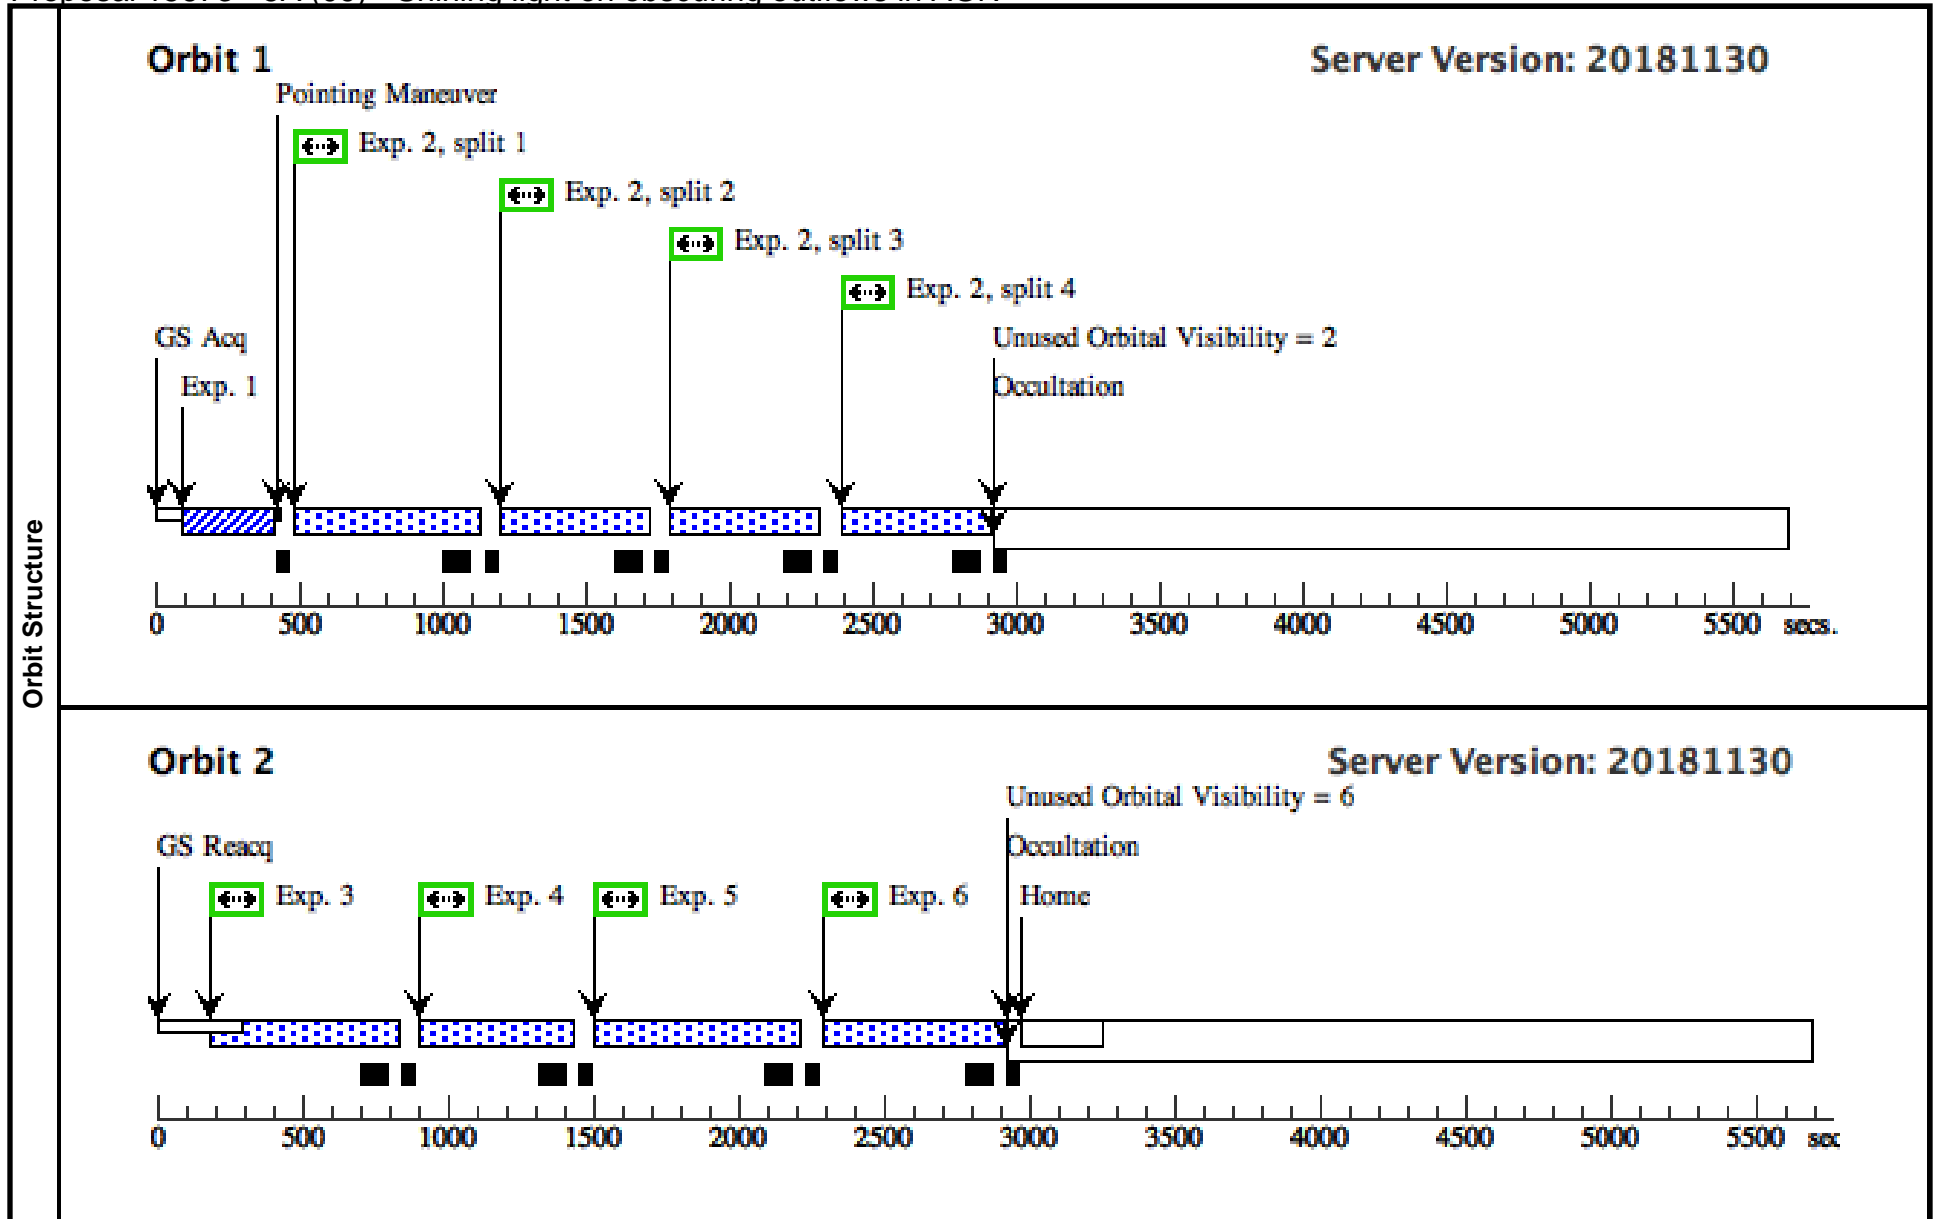 Orbit Structure
Orbit 1
Server Version: 20181130
Pointing Maneuver
Exp. 2, split 1
Exp. 2, split 2
Exp. 2, split 3
Exp. 2, split 4
GS Acq
Unused Orbital Visibility = 2
Exp. 1
Occultation
0 500 1000 1500 2000 2500 3000 3500 4000 4500 5000 5500 secs.
Orbit 2
Server Version: 20181130
Unused Orbital Visibility = 6
GS Reacq
Occultation
Exp. 3 Exp. 4 Exp. 5 Exp. 6 Home
0 500 1000 1500 2000 2500 3000 3500 4000 4500 5000 5500 sec